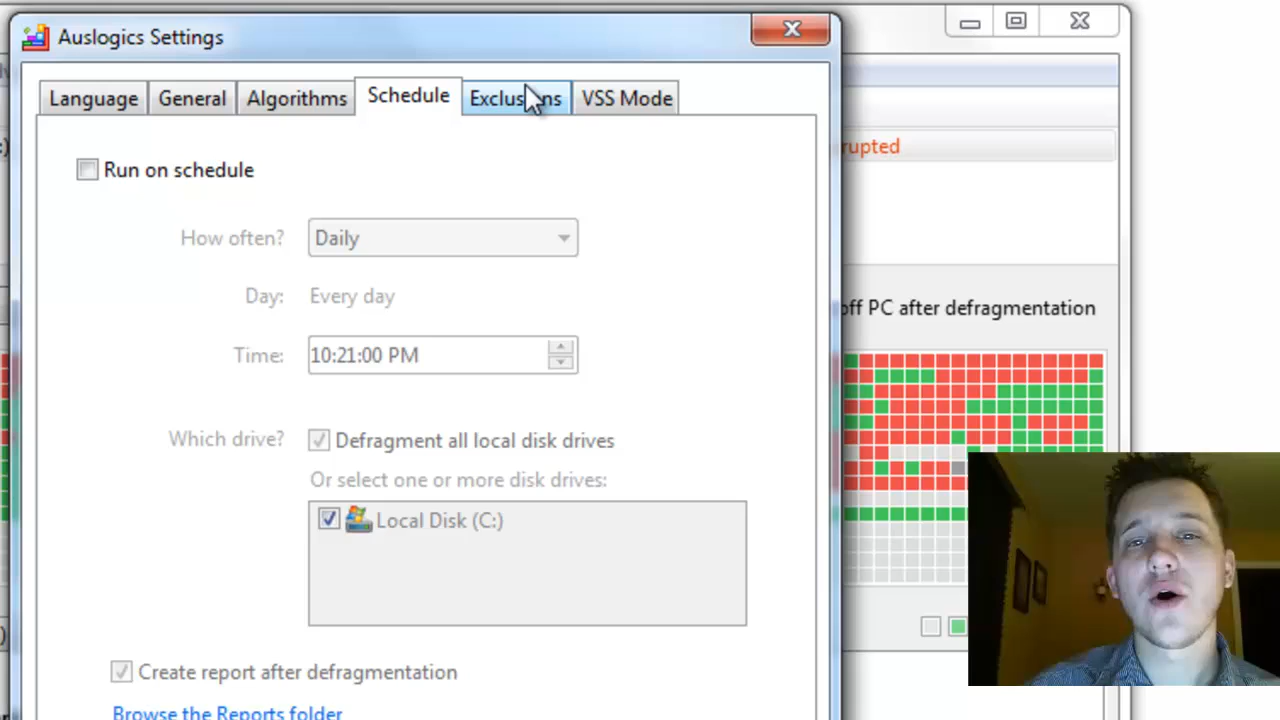 Auslogics Settings
Language General Algorithms Schedule Exclusions VSS Mode
Run on schedule
How often? Daily
Day: Every day
Time: 10:21:00 PM
Which drive? Defragment all local disk drives
Or select one or more disk drives:
Local Disk (C:)
Create report after defragmentation
Browse the Reports folder
rupted
off PC after defragmentation